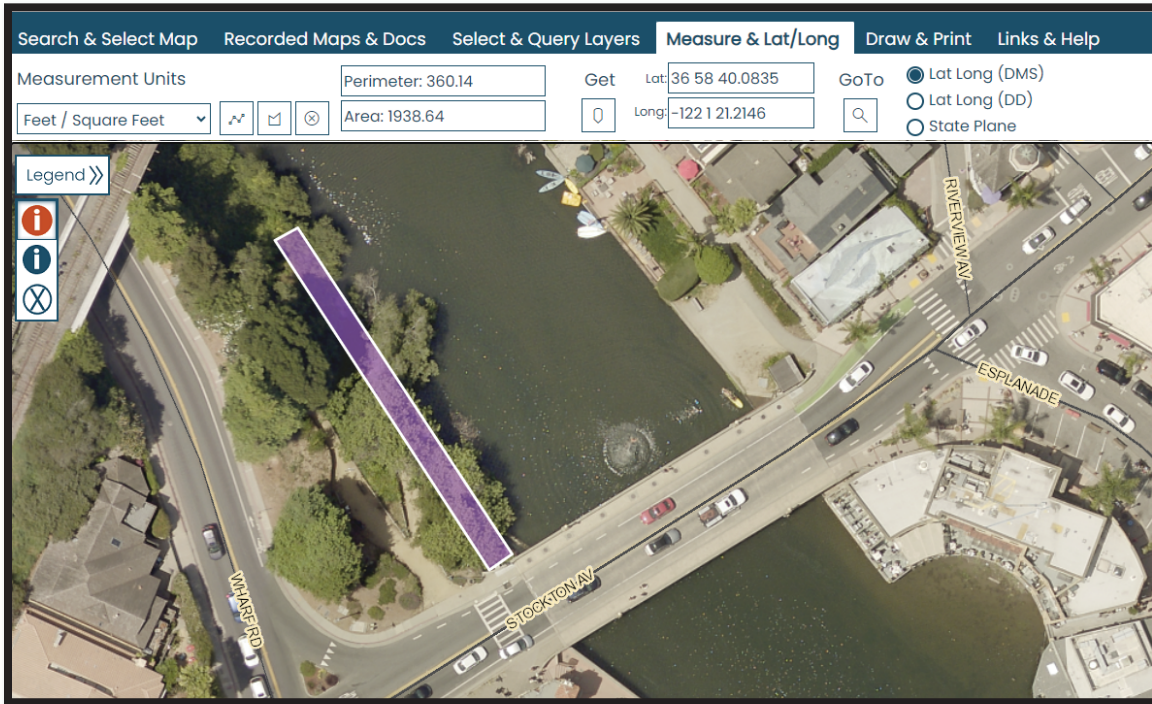 Search & Select Map Recorded Maps & Docs Select & Query Layers Measure & Lat/Long Draw & Print Links & Help
Measurement Units
Feet / Square Feet
Perimeter: 360.14
Area: 1938.64
Get
Lat: 36 58 40.0835
Long: -122 1 21.2146
GoTo
Lat Long (DMS)
Lat Long (DD)
State Plane
Legend
RIVERVIEW AV
ESPLANADE
STOCKTON AV
WHARF RD